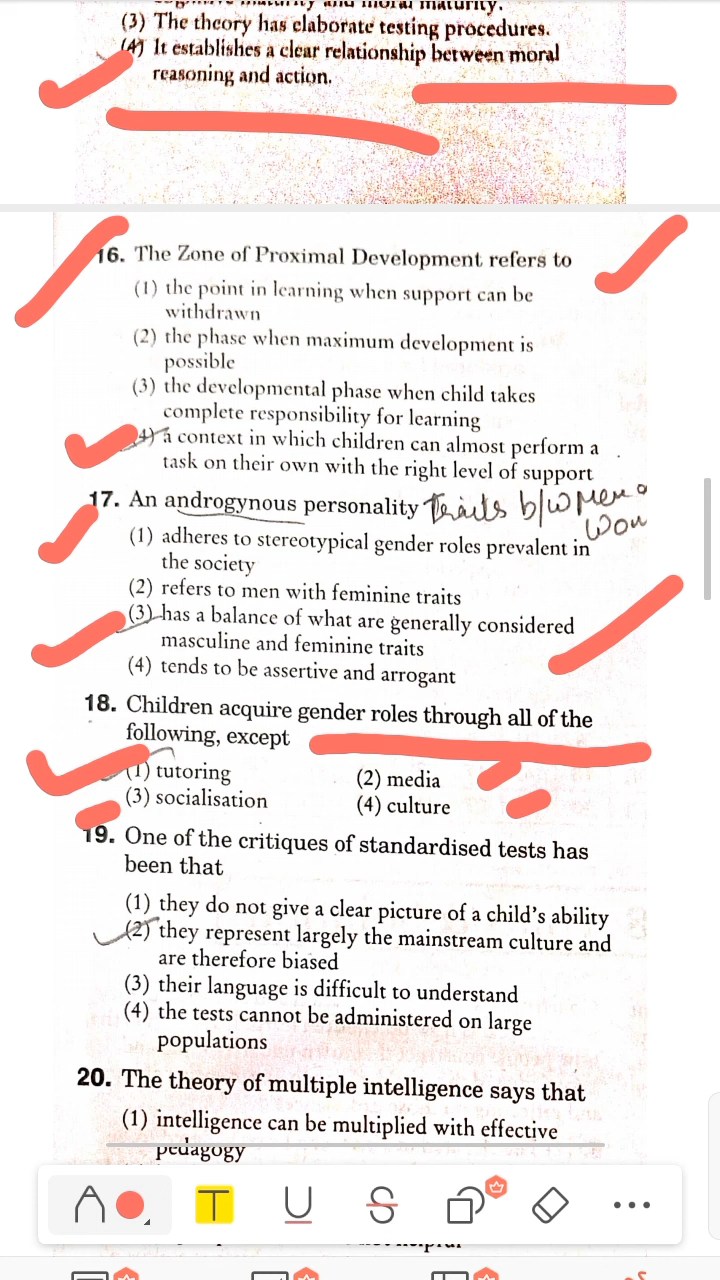 (3) The theory has elaborate testing procedures.
(4) It establishes a clear relationship between moral
reasoning and action.
16. The Zone of Proximal Development refers to
(1) the point in learning when support can be
withdrawn
(2) the phase when maximum development is
possible
(3) the developmental phase when child takes
complete responsibility for learning
(4) a context in which children can almost perform a
task on their own with the right level of support
17. An androgynous personality Traits b/w Men
(1) adheres to stereotypical gender roles prevalent in
the society
(2) refers to men with feminine traits
(3) has a balance of what are generally considered
masculine and feminine traits
(4) tends to be assertive and arrogant
18. Children acquire gender roles through all of the
following, except
(1) tutoring (2) media
(3) socialisation (4) culture
19. One of the critiques of standardised tests has
been that
(1) they do not give a clear picture of a child's ability
(2) they represent largely the mainstream culture and
are therefore biased
(3) their language is difficult to understand
(4) the tests cannot be administered on large
populations
20. The theory of multiple intelligence says that
(1) intelligence can be multiplied with effective
pedagogy